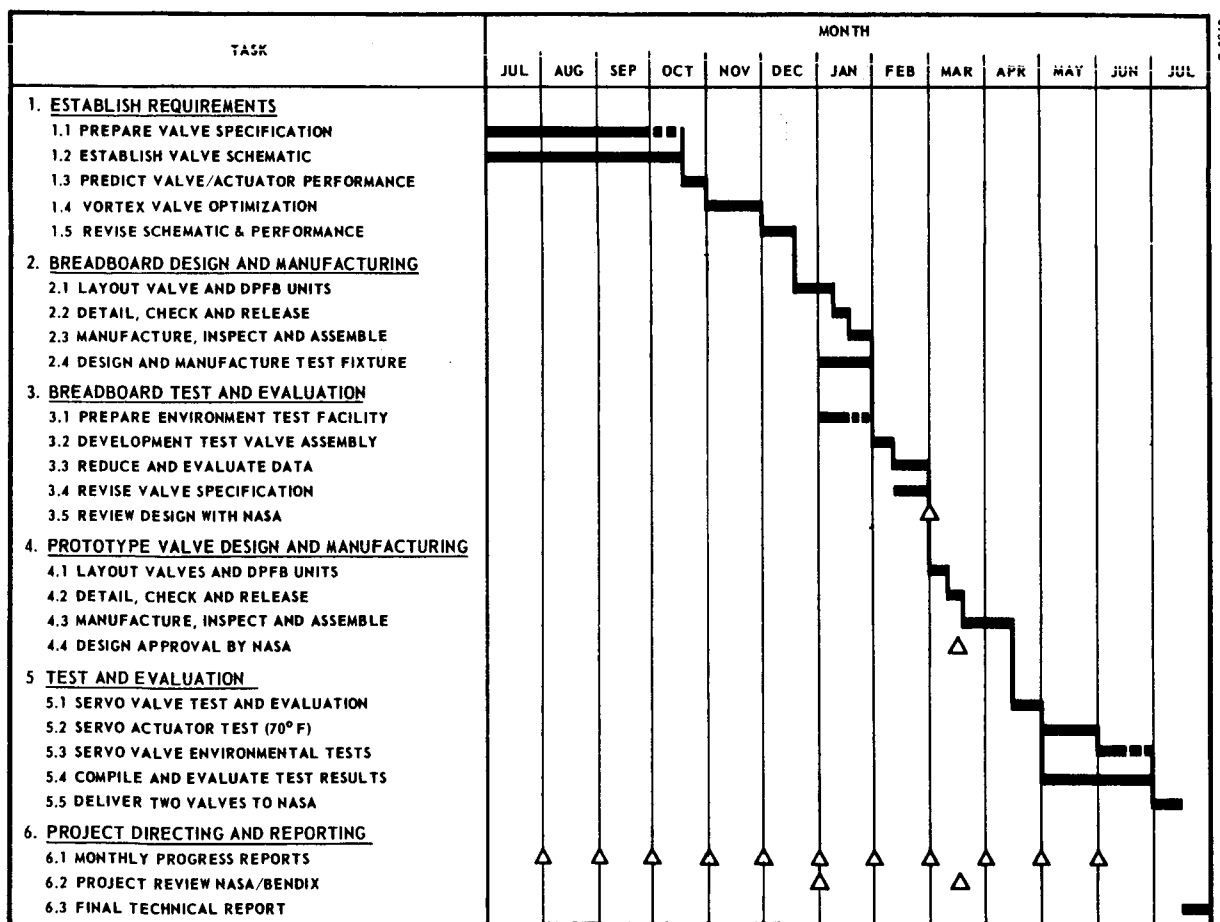 TASK
MONTH
JUL AUG SEP OCT NOV DEC JAN FEB MAR APR MAY JUN JUL
1. ESTABLISH REQUIREMENTS
1.1 PREPARE VALVE SPECIFICATION
1.2 ESTABLISH VALVE SCHEMATIC
1.3 PREDICT VALVE/ACTUATOR PERFORMANCE
1.4 VORTEX VALVE OPTIMIZATION
1.5 REVISE SCHEMATIC & PERFORMANCE
2. BREADBOARD DESIGN AND MANUFACTURING
2.1 LAYOUT VALVE AND DPFB UNITS
2.2 DETAIL, CHECK AND RELEASE
2.3 MANUFACTURE, INSPECT AND ASSEMBLE
2.4 DESIGN AND MANUFACTURE TEST FIXTURE
3. BREADBOARD TEST AND EVALUATION
3.1 PREPARE ENVIRONMENT TEST FACILITY
3.2 DEVELOPMENT TEST VALVE ASSEMBLY
3.3 REDUCE AND EVALUATE DATA
3.4 REVISE VALVE SPECIFICATION
3.5 REVIEW DESIGN WITH NASA
4. PROTOTYPE VALVE DESIGN AND MANUFACTURING
4.1 LAYOUT VALVES AND DPFB UNITS
4.2 DETAIL, CHECK AND RELEASE
4.3 MANUFACTURE, INSPECT AND ASSEMBLE
4.4 DESIGN APPROVAL BY NASA
5 TEST AND EVALUATION
5.1 SERVO VALVE TEST AND EVALUATION
5.2 SERVO ACTUATOR TEST (70° F)
5.3 SERVO VALVE ENVIRONMENTAL TESTS
5.4 COMPILE AND EVALUATE TEST RESULTS
5.5 DELIVER TWO VALVES TO NASA
6. PROJECT DIRECTING AND REPORTING
6.1 MONTHLY PROGRESS REPORTS
6.2 PROJECT REVIEW NASA/BENDIX
6.3 FINAL TECHNICAL REPORT